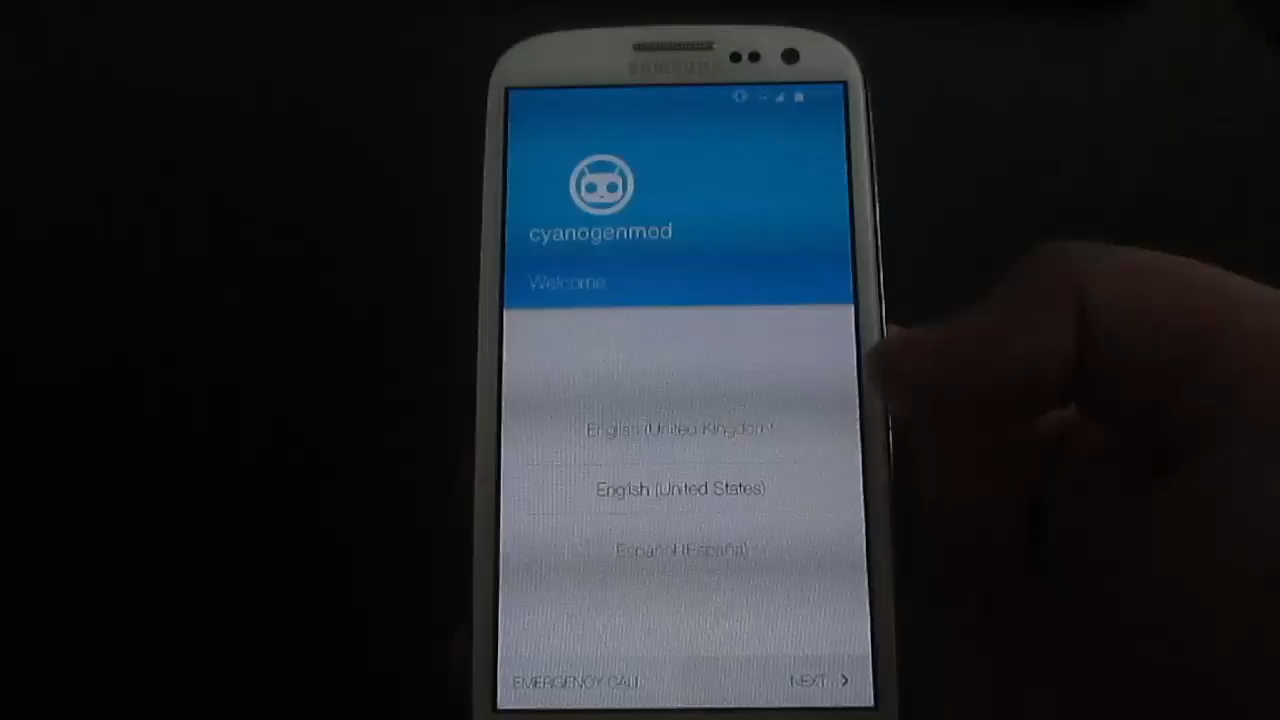 SAMSUNG
cyanogenmod
Welcome
English (United Kingdom)
English (United States)
Español (España)
EMERGENCY CALL
NEXT